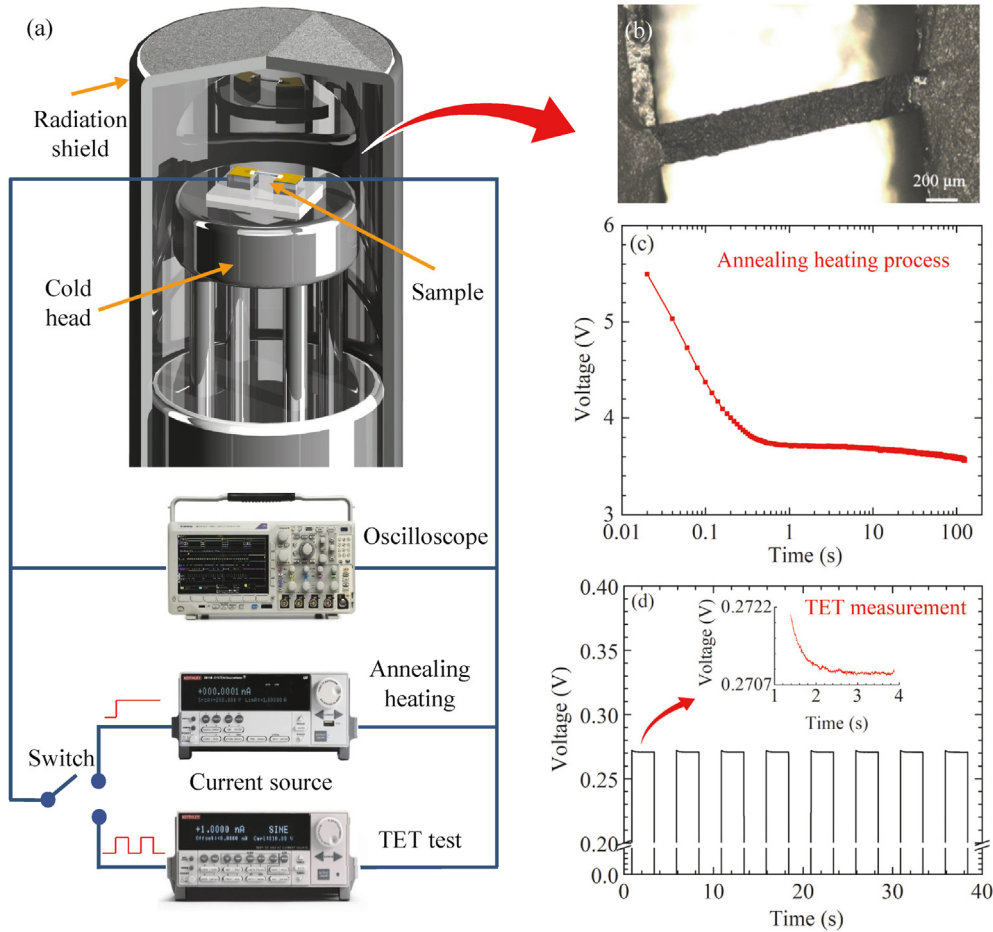 (a)
Radiation
shield
Cold
head
Sample
Oscilloscope
Annealing
heating
+000.0001 mA
Switch
Current source
+1.0000 mA SINE
TET test
(b)
200 µm
(c)
Annealing heating process
6
5
4
3
Voltage (V)
0.01 0.1 1 10 100
Time (s)
(d)
TET measurement
0.40
0.35
0.30
0.25
0.20
0.0
Voltage (V)
0.2722
0.2707
Voltage (V)
1 2 3 4
Time (s)
0 10 20 30 40
Time (s)